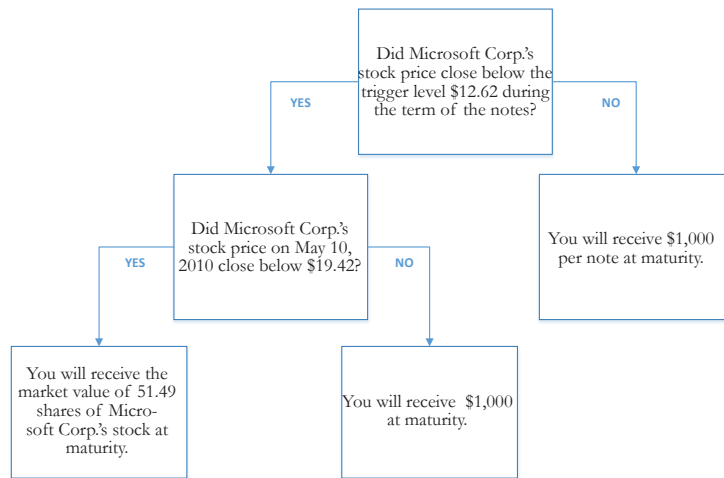 Did Microsoft Corp.'s
stock price close below the
trigger level $12.62 during
the term of the notes?
YES
NO
Did Microsoft Corp.'s
stock price on May 10,
2010 close below $19.42?
You will receive $1,000
per note at maturity.
YES
NO
You will receive the
market value of 51.49
shares of Micro-
soft Corp.'s stock at
maturity.
You will receive $1,000
at maturity.